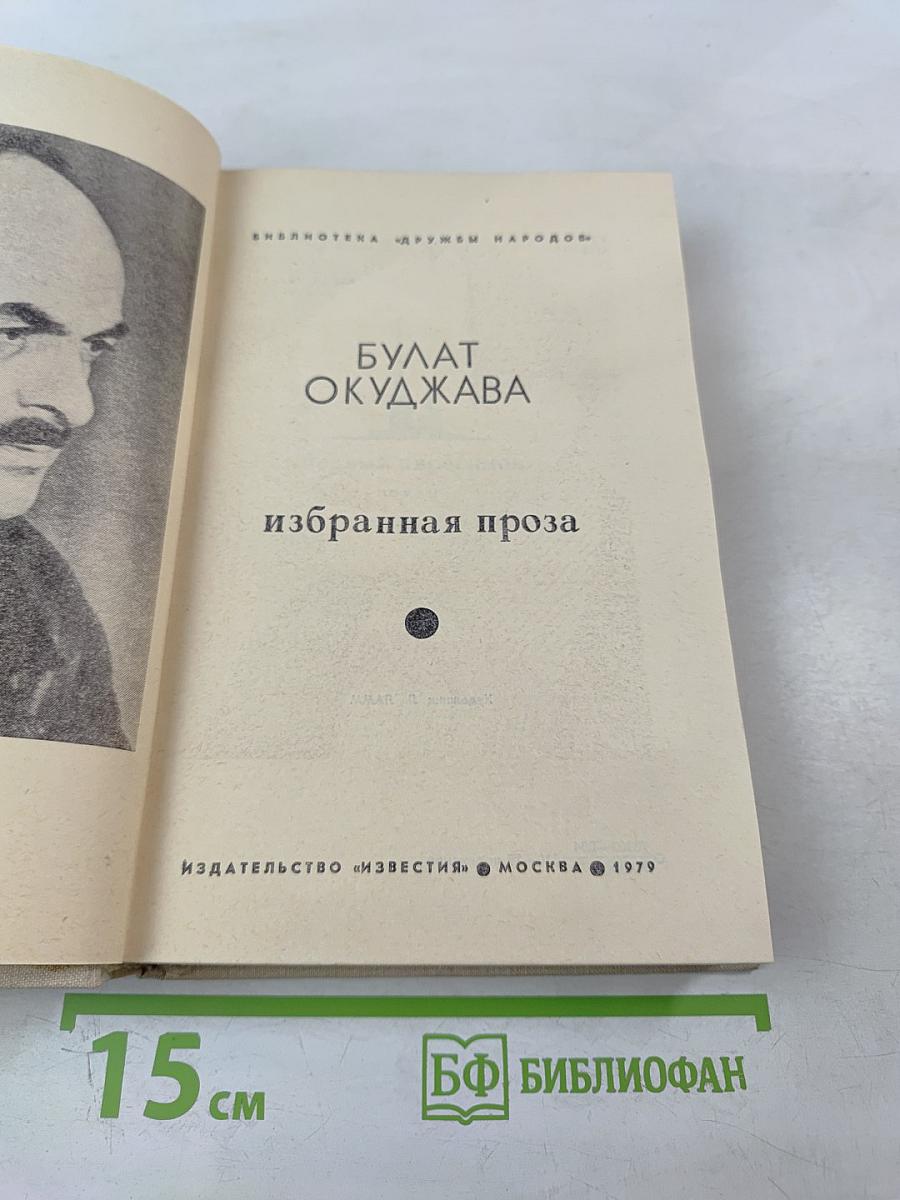 БИБЛИОТЕКА «ДРУЖБЫ НАРОДОВ»
БУЛАТ
ОКУДЖАВА
избранная проза
ИЗДАТЕЛЬСТВО «ИЗВЕСТИЯ» ● МОСКВА ● 1979
15 см
БФ БИБЛИОФАН